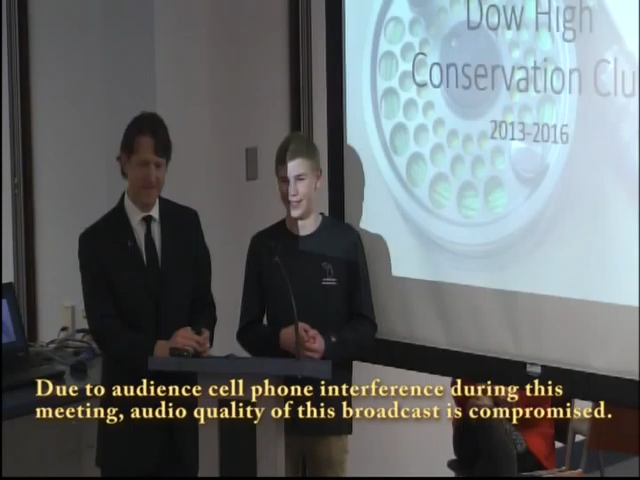 Dow High
Conservation Clu
2013-2016
Due to audience cell phone interference during this
meeting, audio quality of this broadcast is compromised.